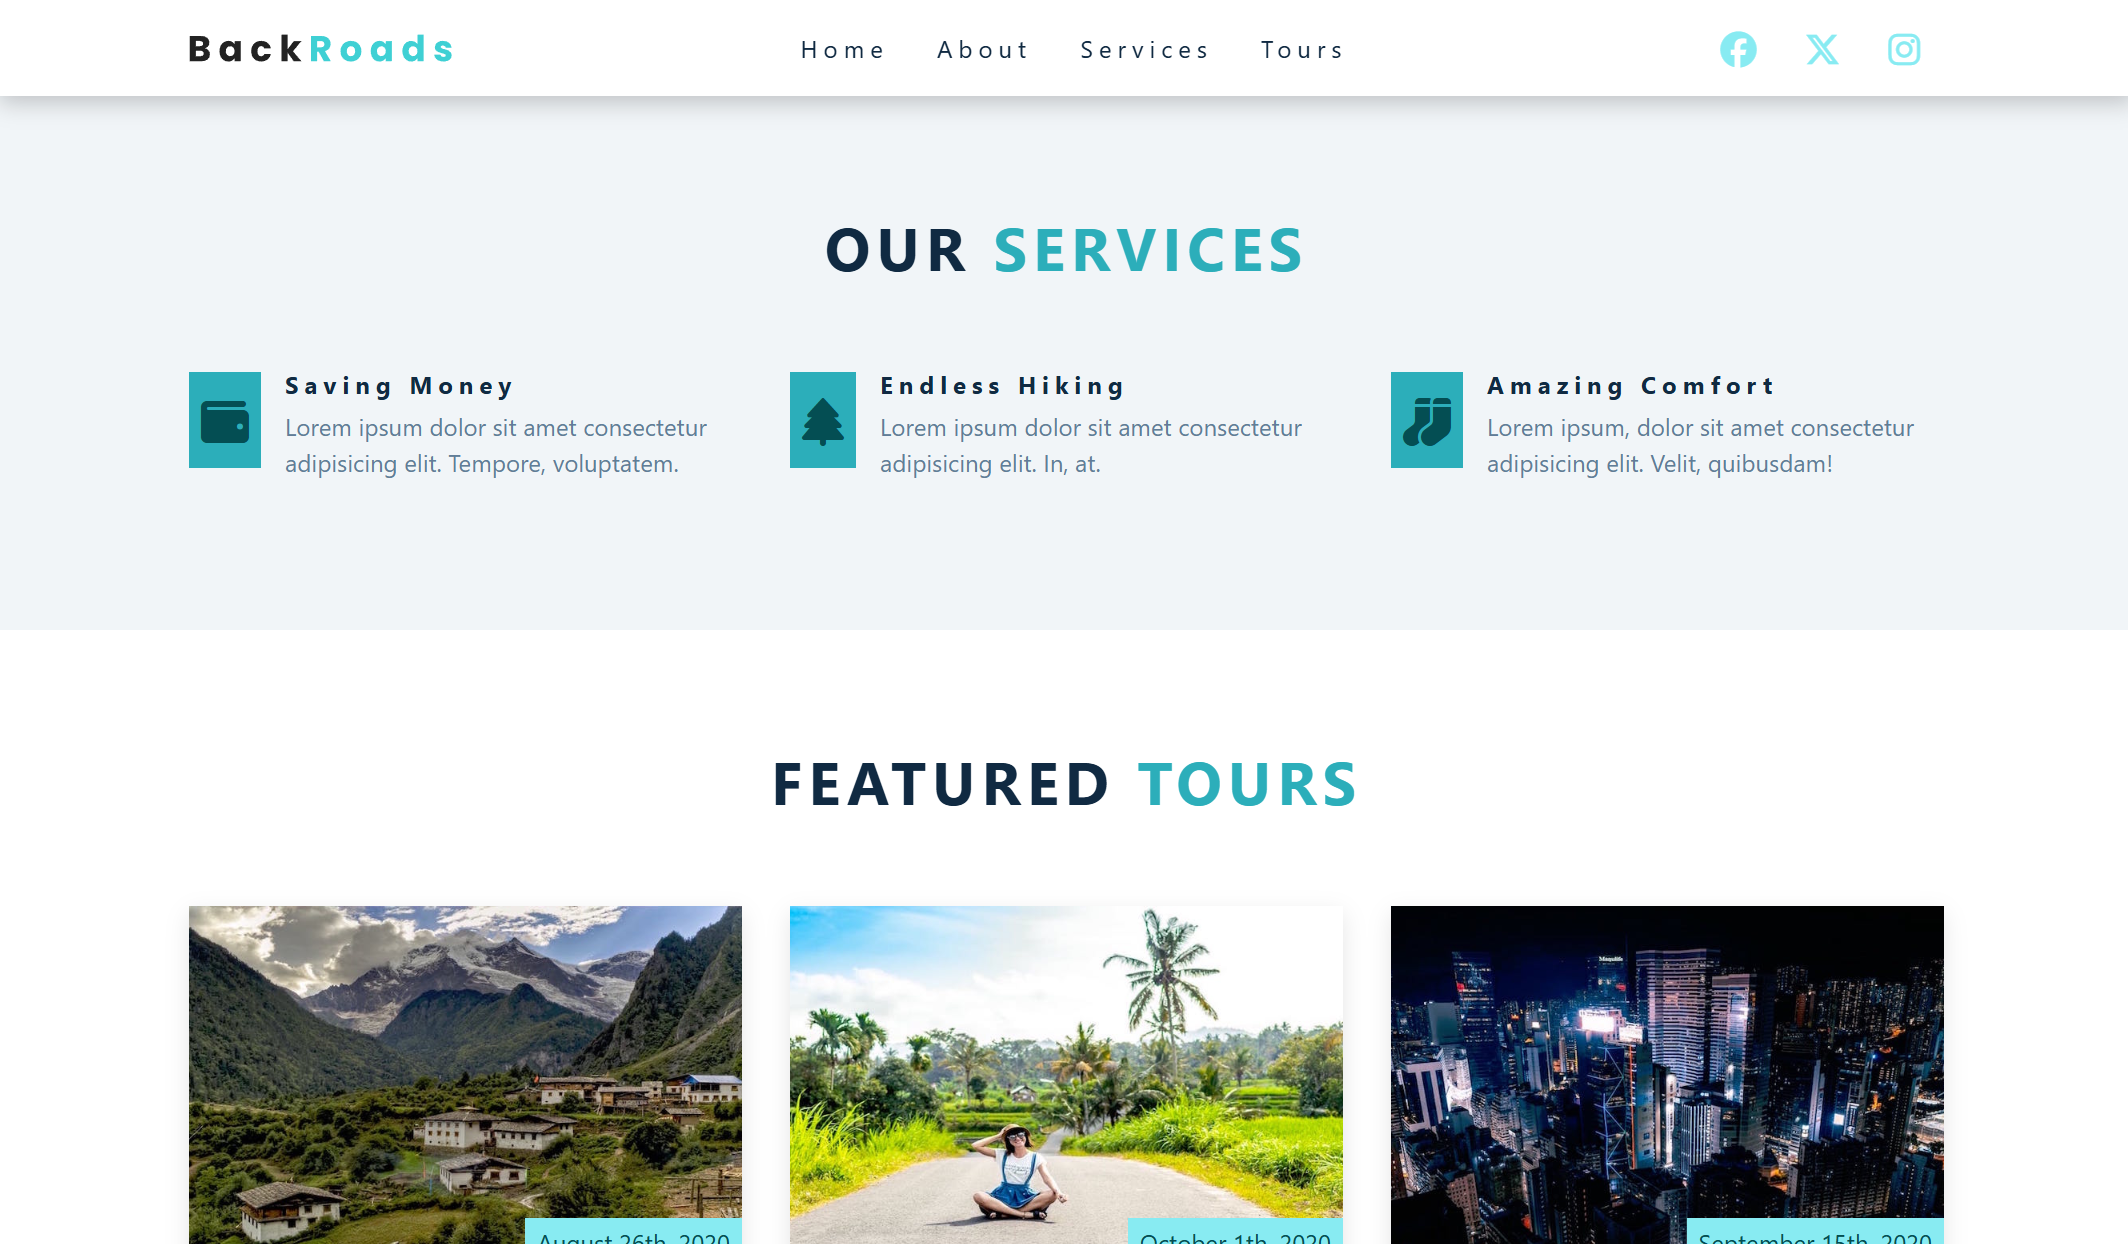 BackRoads
Home About Services Tours
OUR SERVICES
Saving Money
Lorem ipsum dolor sit amet consectetur
adipisicing elit. Tempore, voluptatem.
Endless Hiking
Lorem ipsum dolor sit amet consectetur
adipisicing elit. In, at.
Amazing Comfort
Lorem ipsum, dolor sit amet consectetur
adipisicing elit. Velit, quibusdam!
FEATURED TOURS
August 26th, 2020
October 1th, 2020
September 15th, 2020